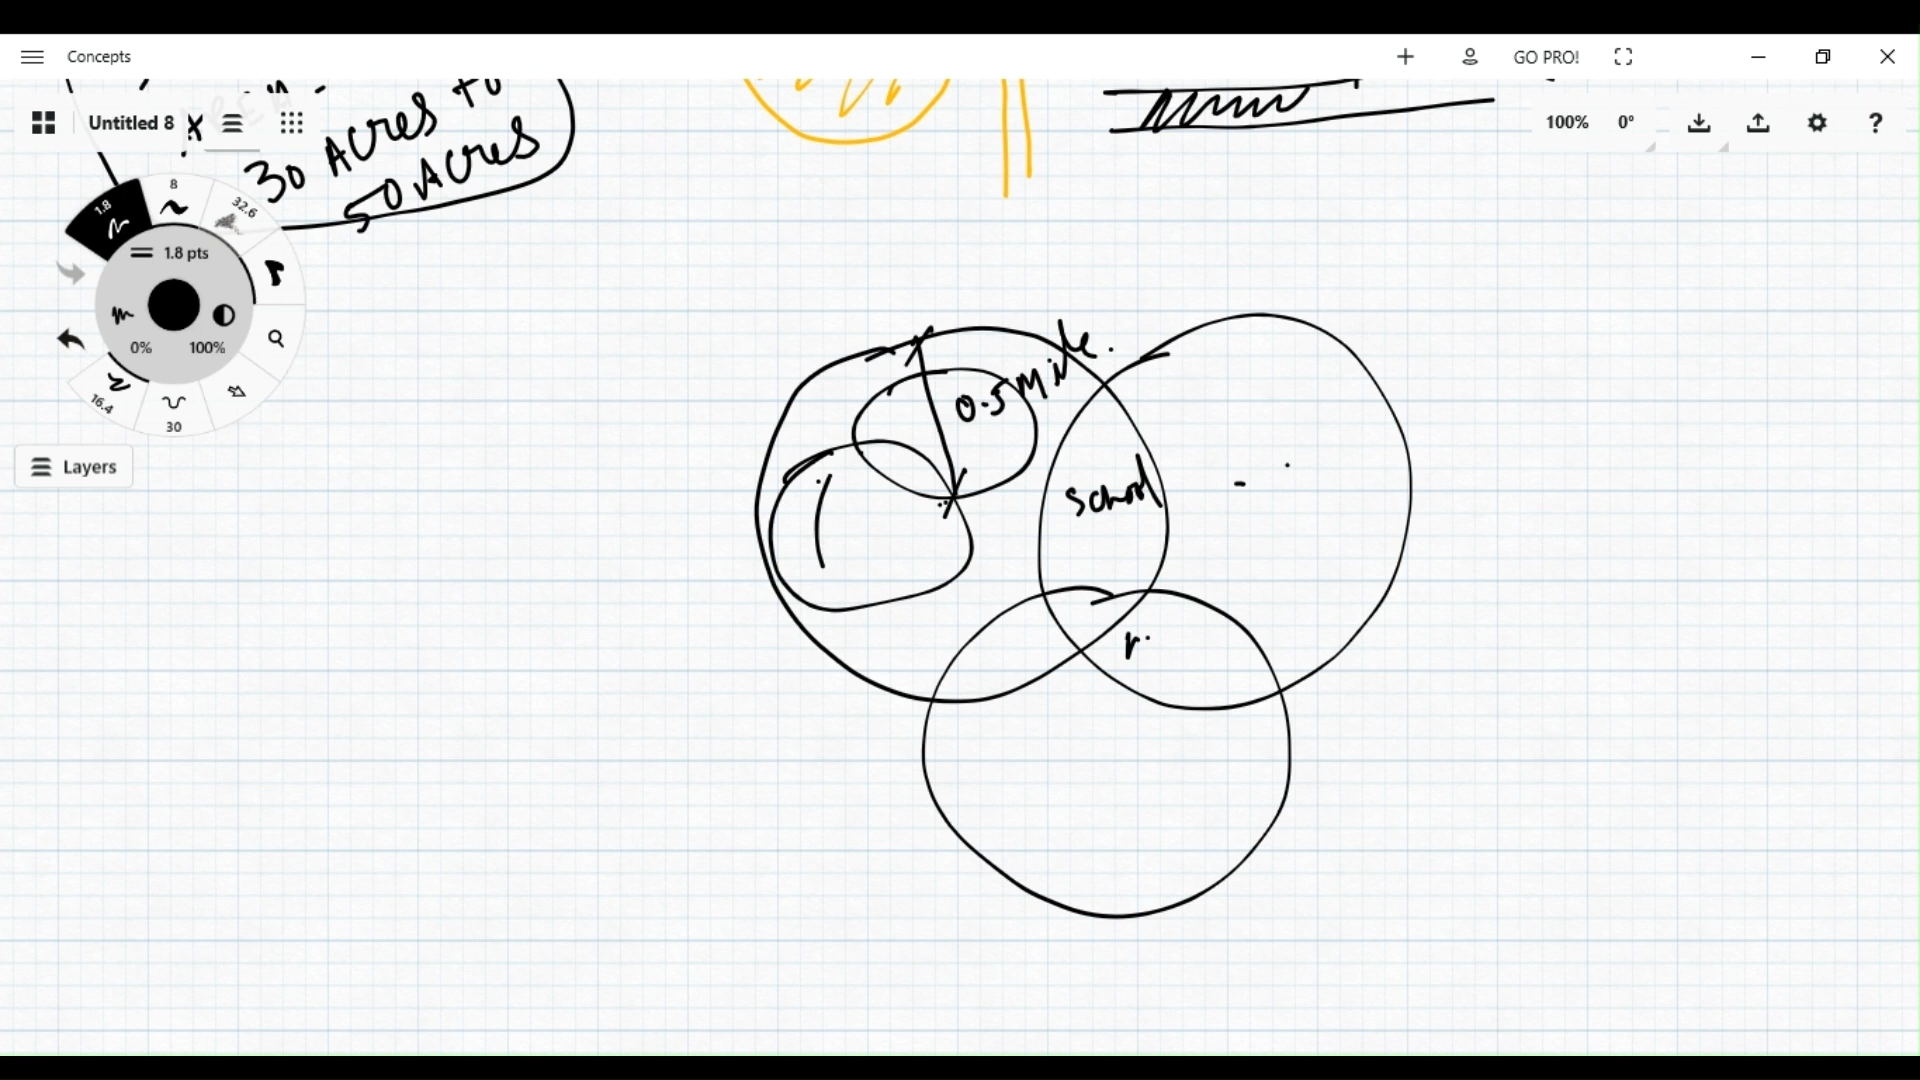 Concepts
GO PRO!
Untitled 8
100%
0°
?
30 Acres to
50 Acres
8
1.8
32.6
1.8 pts
0%
100%
16.4
30
Layers
0.5 Mile.
school
r.